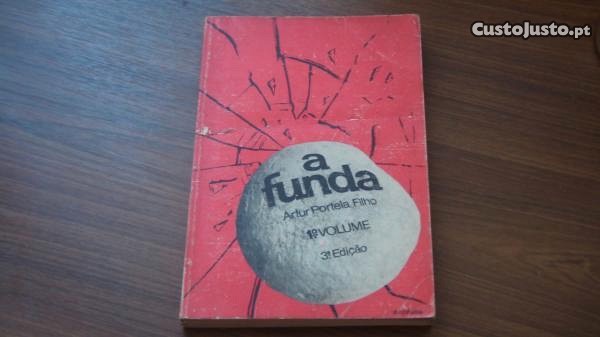 CustoJusto.pt
a
funda
Artur Portela, Filho
1º VOLUME
3ª Edição